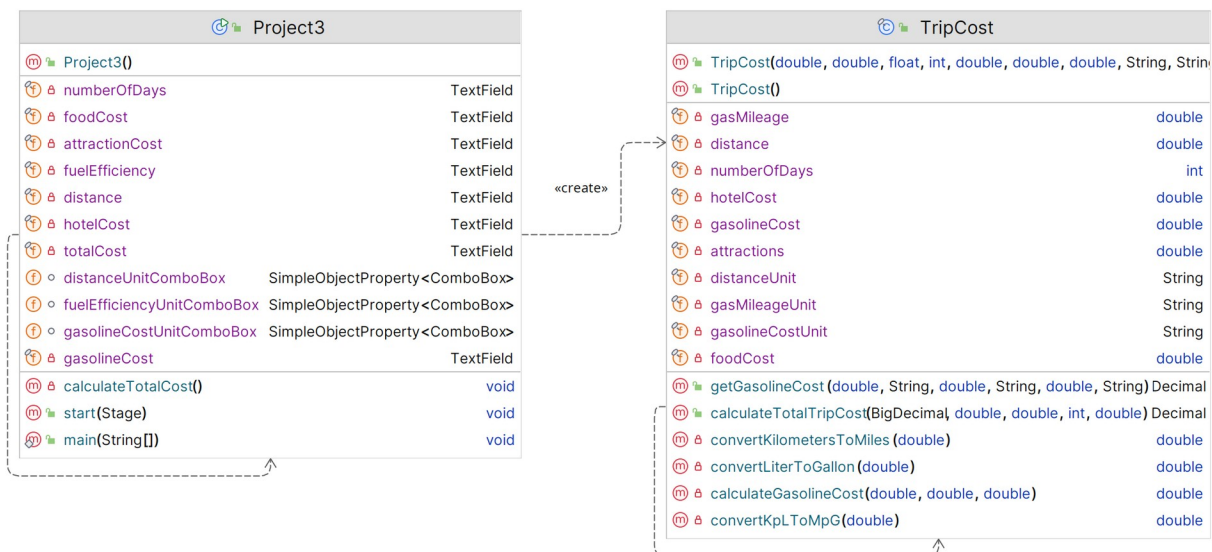 Project3
Project3()
numberOfDays TextField
foodCost TextField
attractionCost TextField
fuelEfficiency TextField
distance TextField
hotelCost TextField
totalCost TextField
distanceUnitComboBox SimpleObjectProperty<ComboBox>
fuelEfficiencyUnitComboBox SimpleObjectProperty<ComboBox>
gasolineCostUnitComboBox SimpleObjectProperty<ComboBox>
gasolineCost TextField
calculateTotalCost() void
start(Stage) void
main(String[]) void
«create»
TripCost
TripCost(double, double, float, int, double, double, double, String, Strin
TripCost()
gasMileage double
distance double
numberOfDays int
hotelCost double
gasolineCost double
attractions double
distanceUnit String
gasMileageUnit String
gasolineCostUnit String
foodCost double
getGasolineCost(double, String, double, String, double, String) Decimal
calculateTotalTripCost(BigDecimal, double, double, int, double) Decimal
convertKilometersToMiles(double) double
convertLiterToGallon(double) double
calculateGasolineCost(double, double, double) double
convertKpLToMpG(double) double